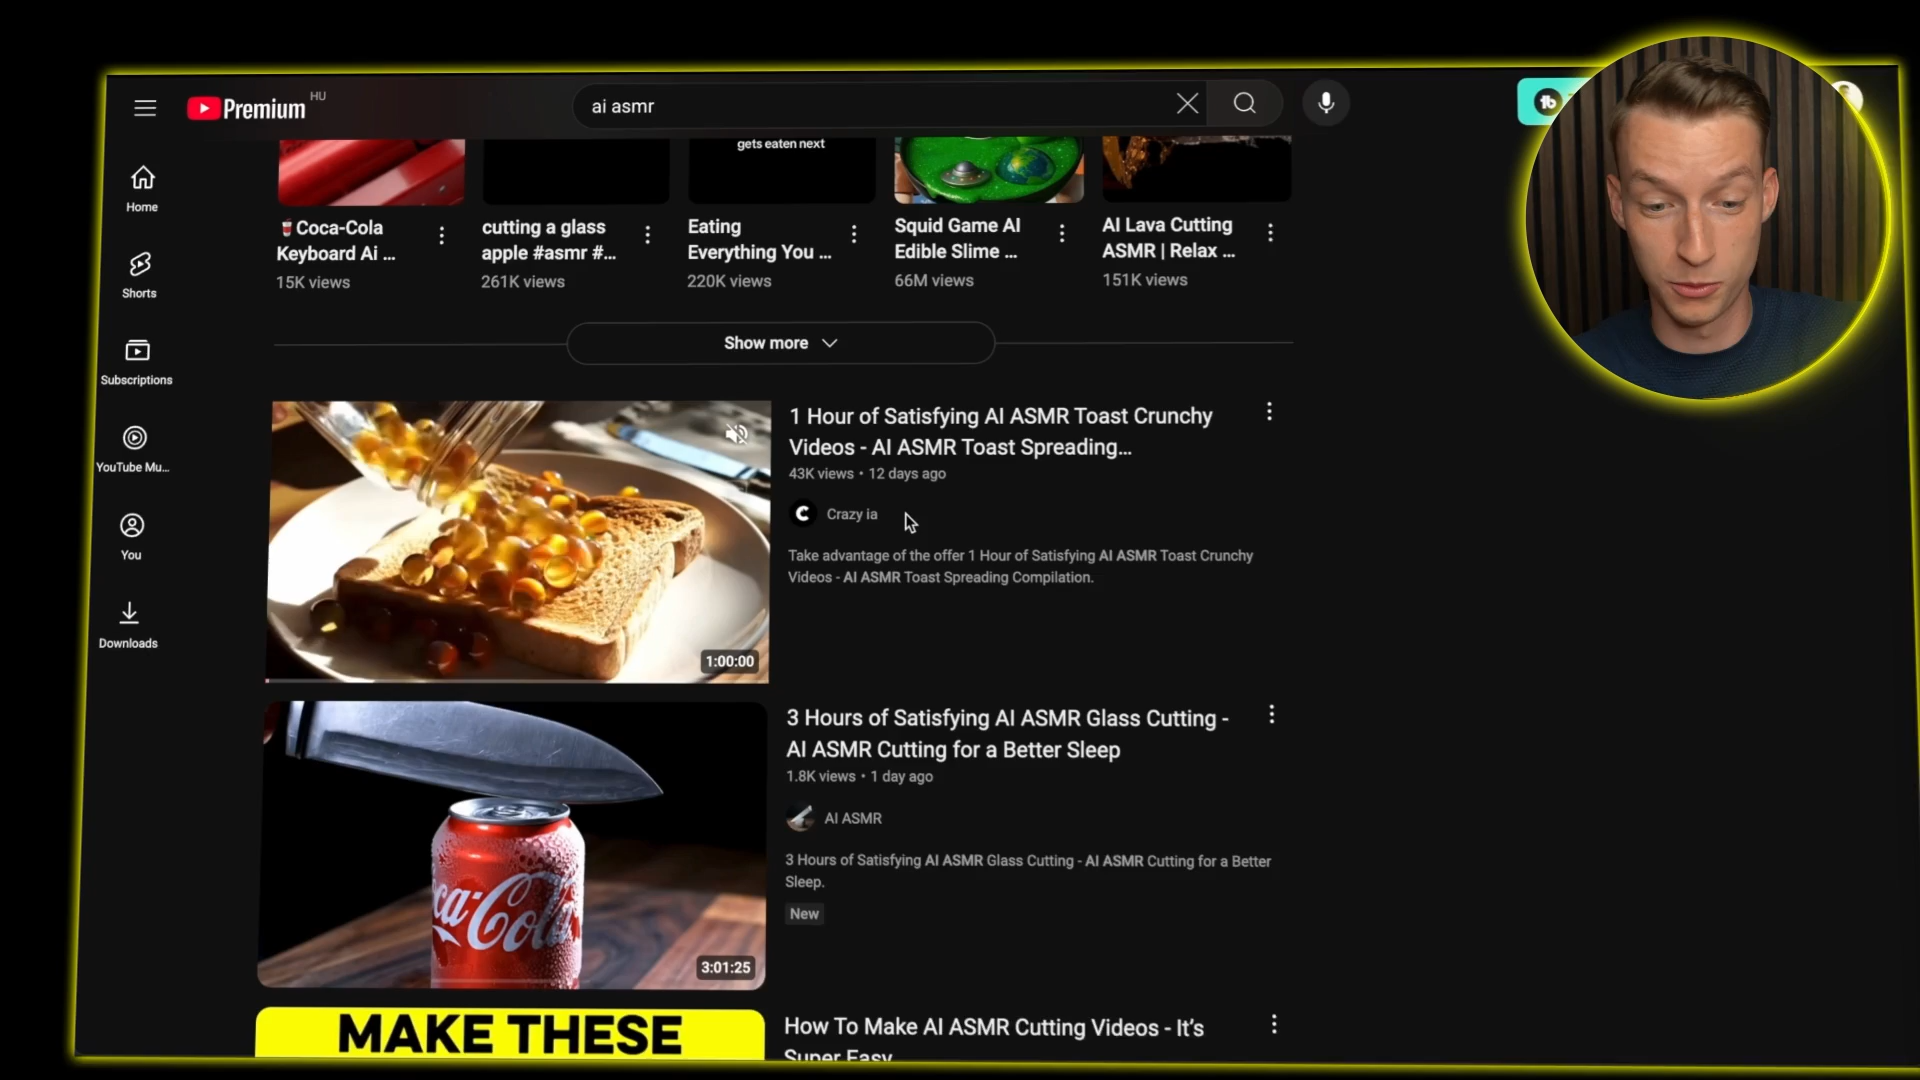 Premium HU
ai asmr
tb
gets eaten next
Home
Shorts
Subscriptions
YouTube Mu...
You
Downloads
Coca-Cola
Keyboard Ai ...
15K views
cutting a glass
apple #asmr #...
261K views
Eating
Everything You ...
220K views
Squid Game AI
Edible Slime ...
66M views
AI Lava Cutting
ASMR | Relax ...
151K views
Show more
1:00:00
1 Hour of Satisfying AI ASMR Toast Crunchy
Videos - AI ASMR Toast Spreading...
43K views • 12 days ago
C Crazy ia
Take advantage of the offer 1 Hour of Satisfying AI ASMR Toast Crunchy
Videos - AI ASMR Toast Spreading Compilation.
ca-Cola
3:01:25
3 Hours of Satisfying AI ASMR Glass Cutting -
AI ASMR Cutting for a Better Sleep
1.8K views • 1 day ago
AI ASMR
3 Hours of Satisfying AI ASMR Glass Cutting - AI ASMR Cutting for a Better
Sleep.
New
MAKE THESE
How To Make AI ASMR Cutting Videos - It's
Super Easy